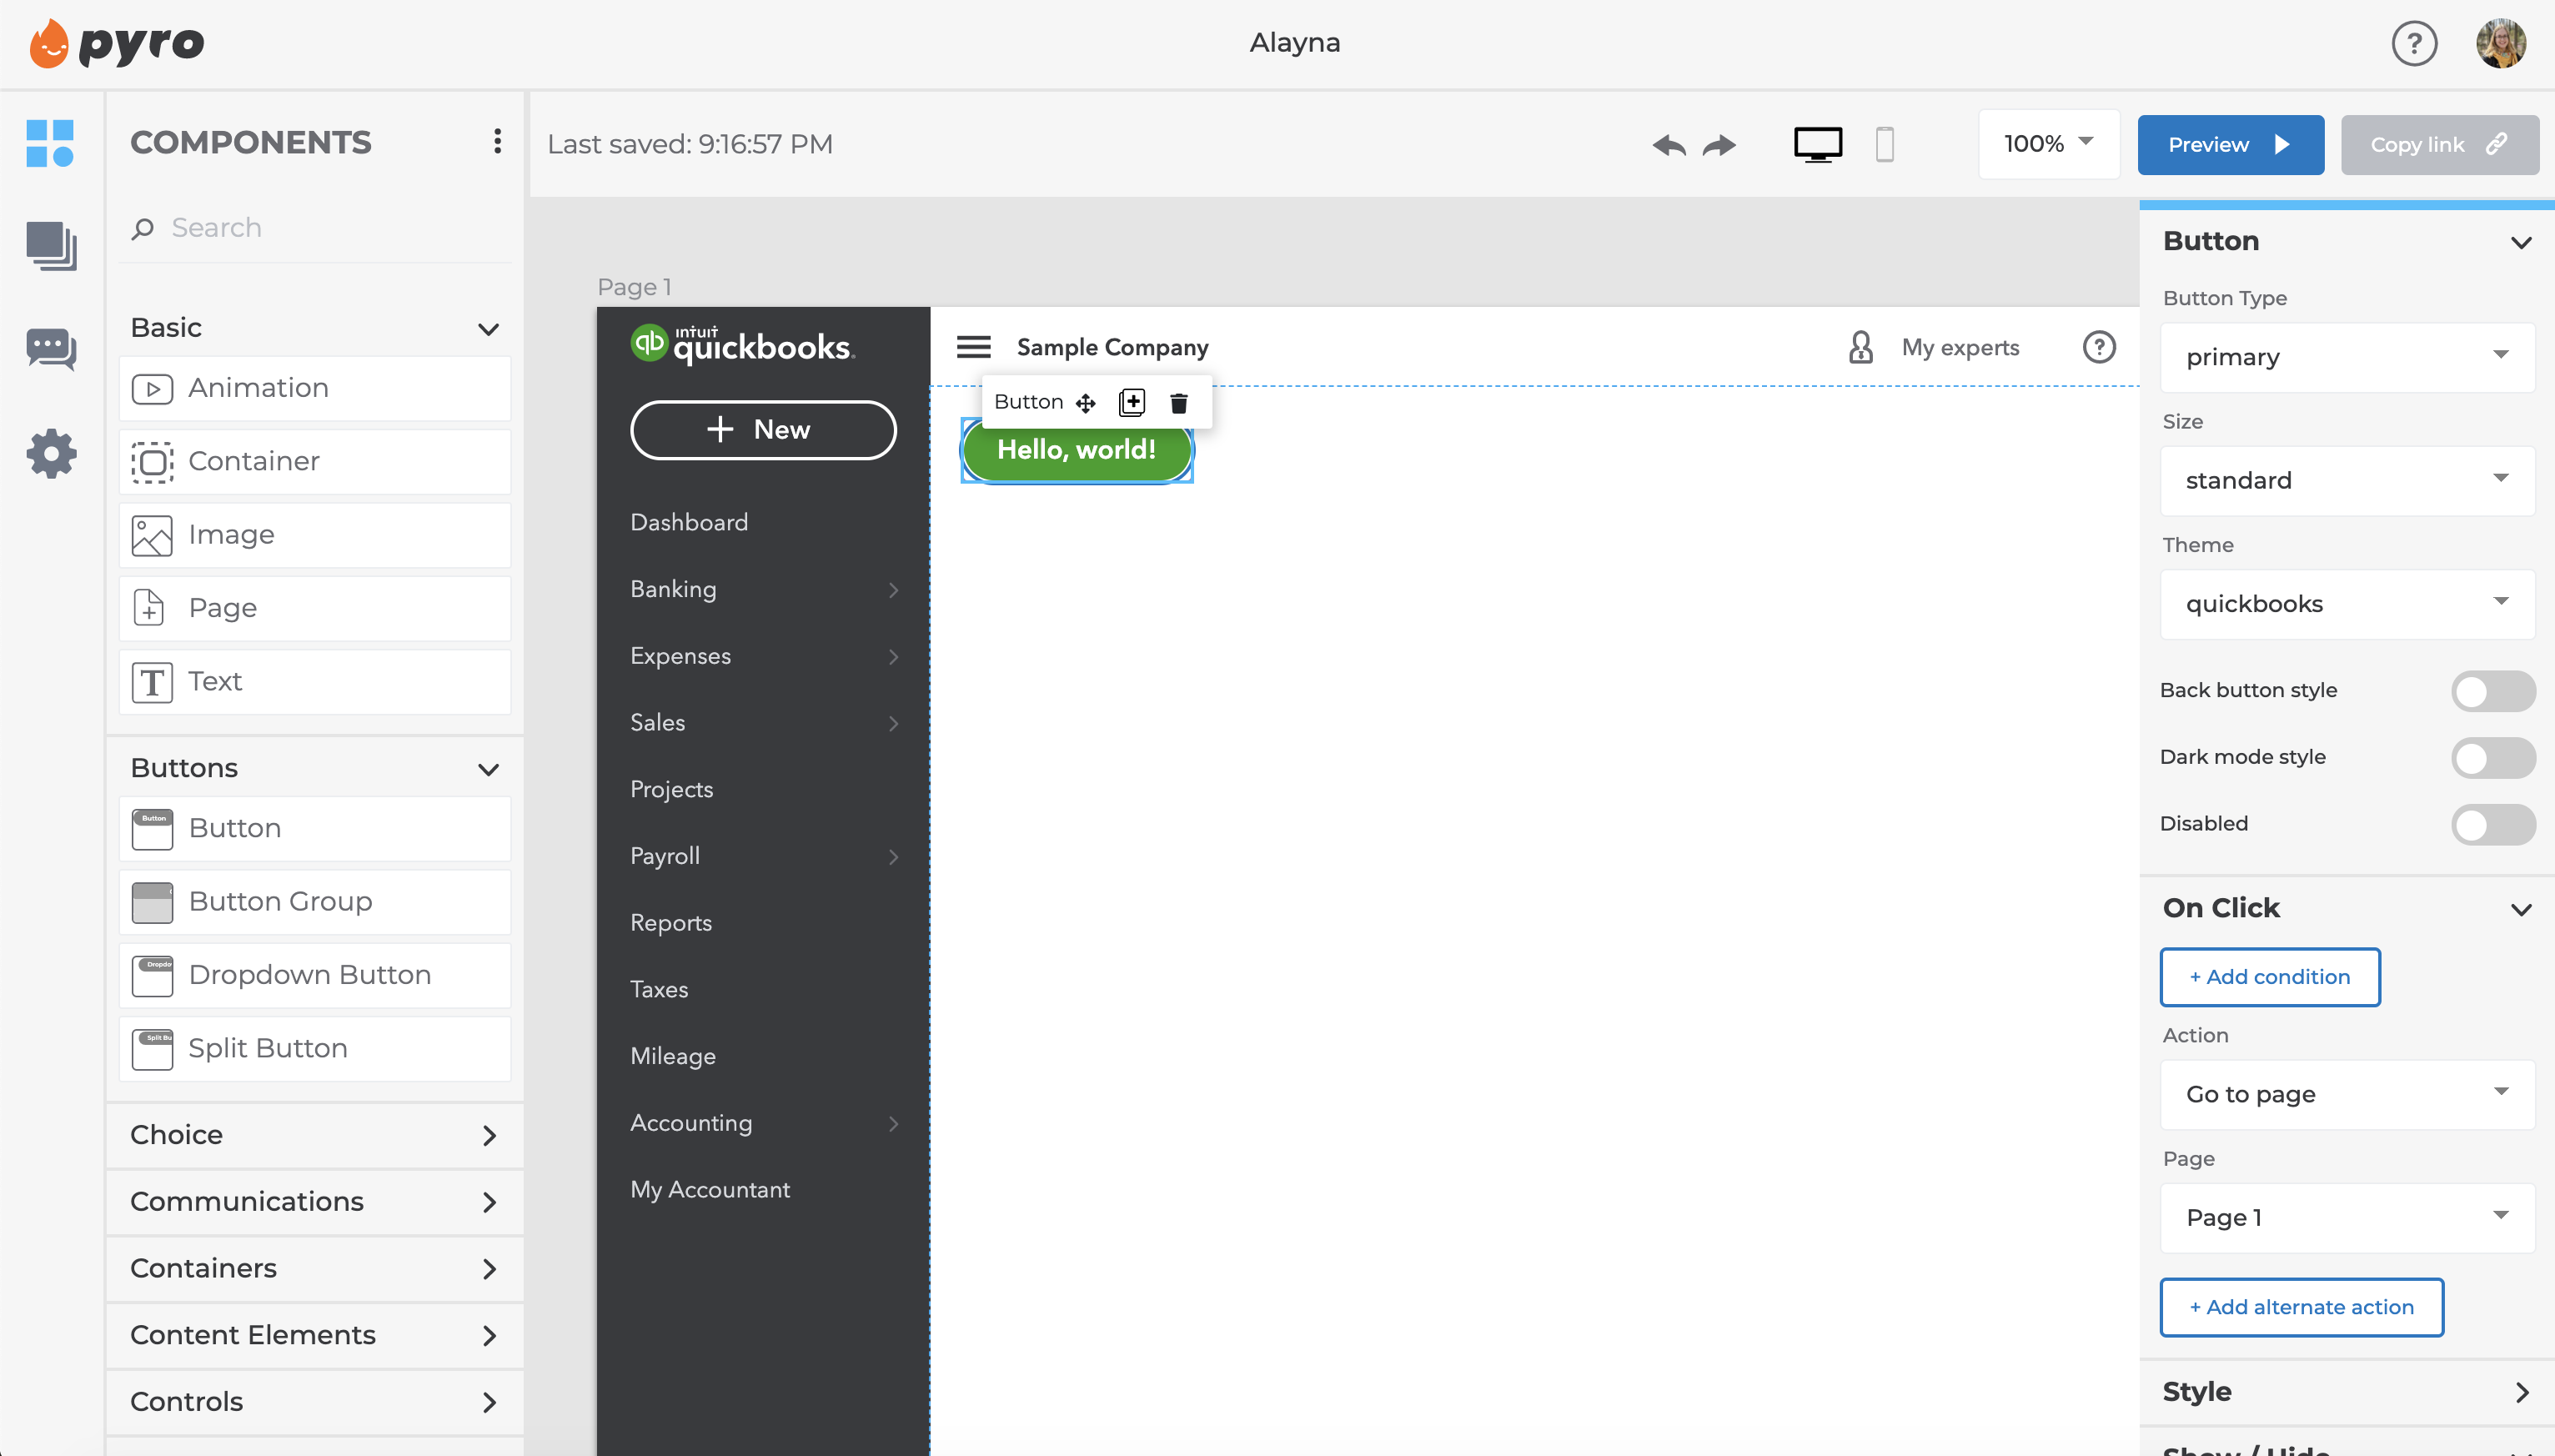 pyro
Alayna
?
COMPONENTS
Last saved: 9:16:57 PM
100%
Preview
Copy link
Search
Basic
Animation
Container
Image
Page
Text
Buttons
Button
Button
Button Group
Dropdown Button
Split Button
Choice
Communications
Containers
Content Elements
Controls
Page 1
qb intuit quickbooks.
Sample Company
My experts
?
+ New
Button
Hello, world!
Dashboard
Banking
Expenses
Sales
Projects
Payroll
Reports
Taxes
Mileage
Accounting
My Accountant
Button
Button Type
primary
Size
standard
Theme
quickbooks
Back button style
Dark mode style
Disabled
On Click
+ Add condition
Action
Go to page
Page
Page 1
+ Add alternate action
Style
Show / Hide